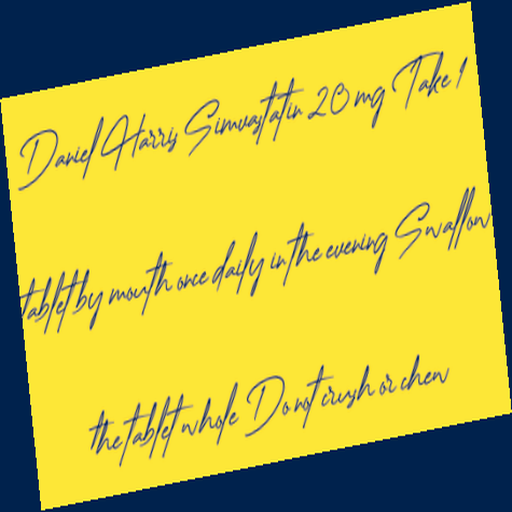 Daniel Harris Simvastatin 20 mg Take 1
tablet by mouth once daily in the evening Swallow
the tablet whole Do not crush or chew